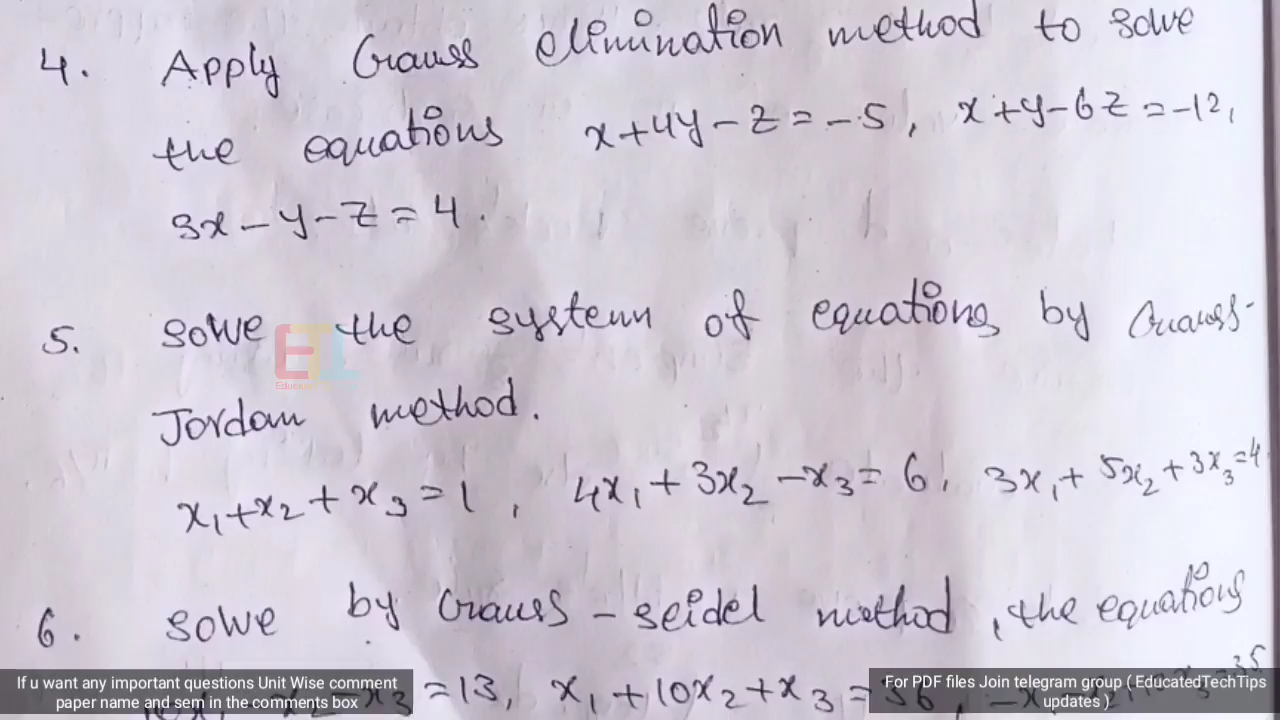 4. Apply Gauss elimination method to solve
the equations x+4y-z=-5, x+y-6z=-12,
3x-y-z=4.
5. solve the system of equations by Gauss-
Jordan method.
x₁+x₂+x₃=1, 4x₁+3x₂-x₃=6, 3x₁+5x₂+3x₃=4
6. solve by Gauss-seidel method, the equations
x₃=13, x₁+10x₂+x₃=36,
If u want any important questions Unit Wise comment
paper name and sem in the comments box
For PDF files Join telegram group ( EducatedTechTips
updates )